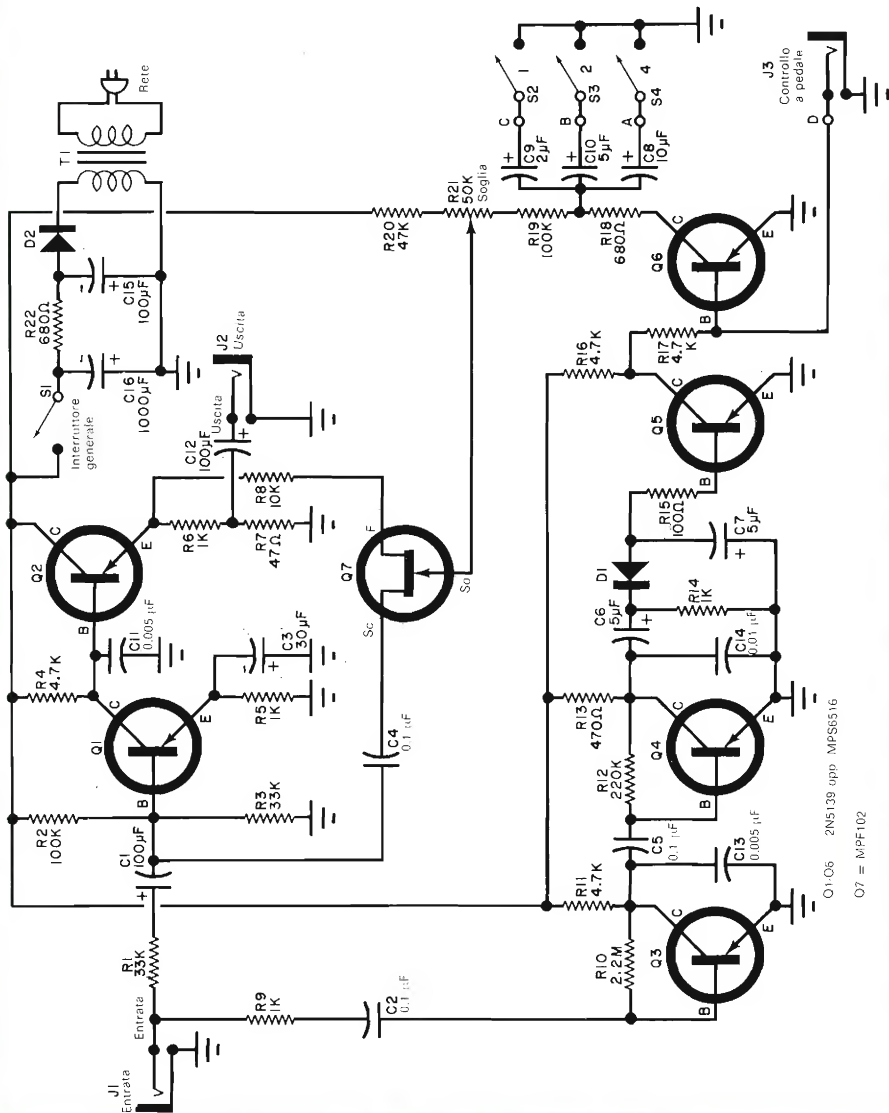 J1
Entrata
Entrata
R1
33K
R9
1K
C2
0.1 µF
C1
100µF
+
R2
100K
R3
33K
B
Q1
C
E
R4
4.7K
R5
1K
C3
30µF
-
+
C11
0.005 µF
B
Q2
C
E
R6
1K
R7
47Ω
R8
10K
C12
100µF
+
Uscita
J2
Uscita
C4
0.1 µF
Sc
Q7
F
Sa
Interruttore
generale
S1
R22
680Ω
C16
1000µF
-
+
C15
100µF
-
+
D2
T1
Rete
R20
47K
R21
50K
Soglia
R19
100K
R18
680Ω
C9
2µF
+
C10
5µF
+
C8
10µF
+
C
S2
1
B
S3
2
A
S4
4
J3
Controllo
a pedale
D
R10
2.2M
R11
4.7K
Q3
B
C
E
C13
0.005 µF
C5
0.1 µF
R12
220K
R13
470Ω
Q4
B
C
E
C14
0.01 µF
C6
5µF
+
R14
1K
D1
C7
5µF
+
R15
100Ω
Q5
B
C
E
R16
4.7K
R17
4.7K
Q6
B
C
E
Q1-Q6 2N5139 opp MPS6516
Q7 = MPF102